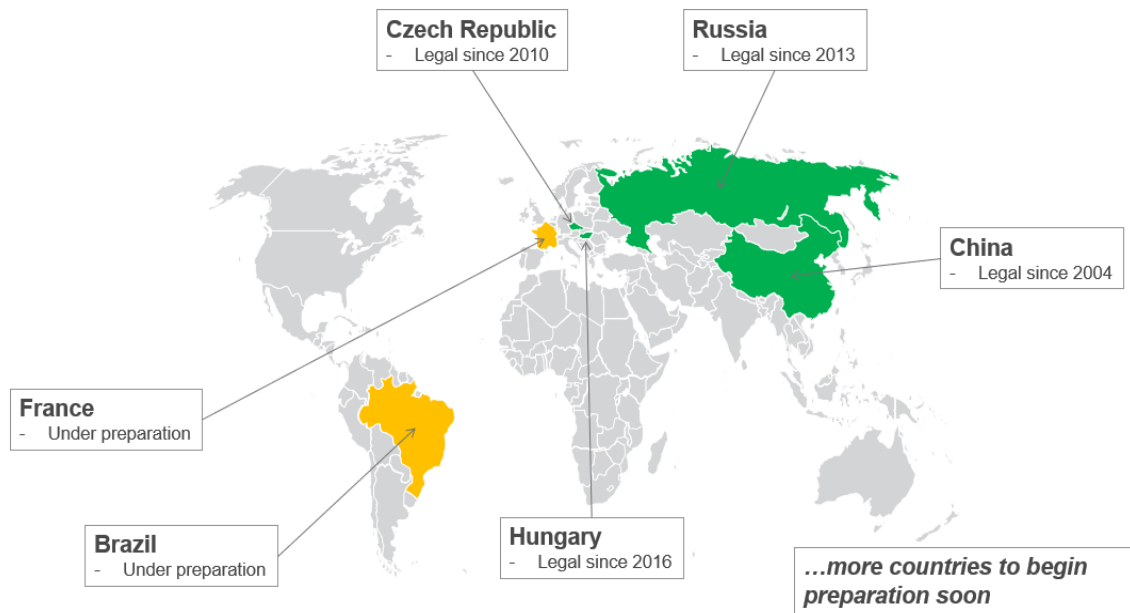 Czech Republic
- Legal since 2010
Russia
- Legal since 2013
China
- Legal since 2004
France
- Under preparation
Brazil
- Under preparation
Hungary
- Legal since 2016
...more countries to begin
preparation soon